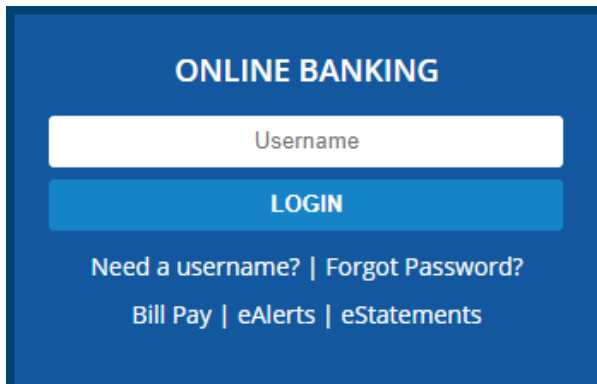 ONLINE BANKING
Username
LOGIN
Need a username? | Forgot Password?
Bill Pay | eAlerts | eStatements